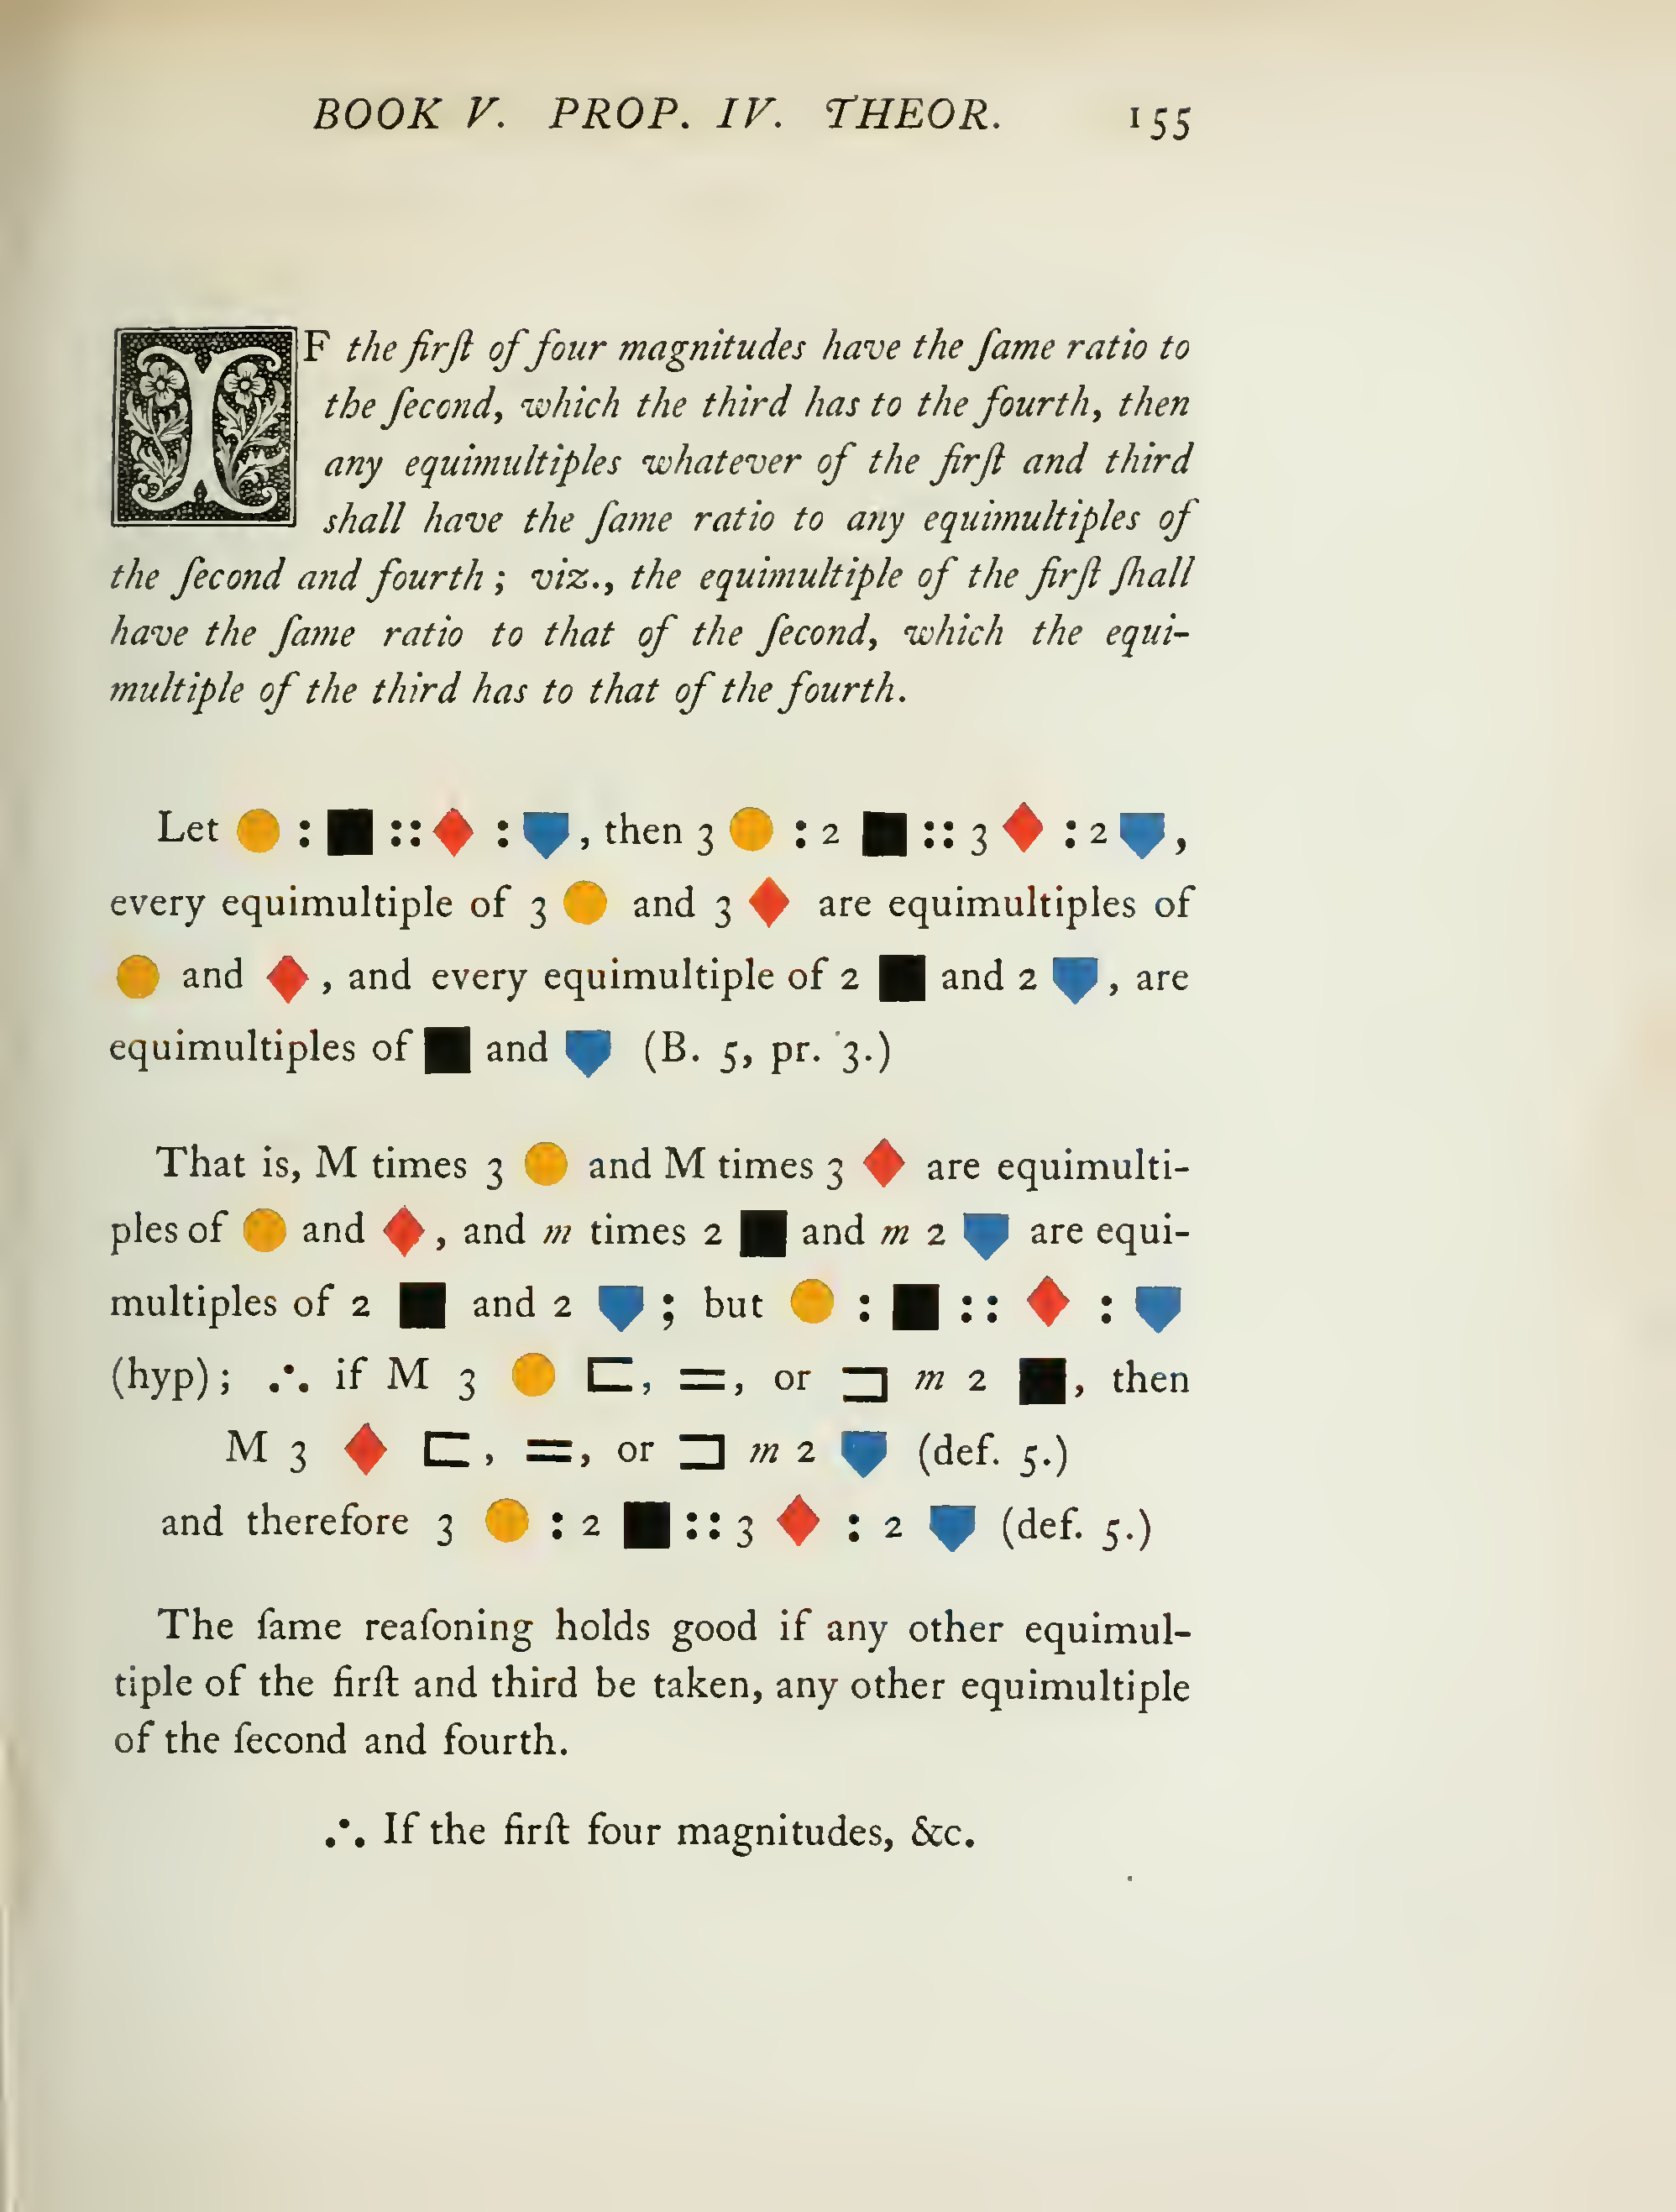 BOOK V. PROP. IV. THEOR. 155
IF the firſt of four magnitudes have the ſame ratio to
the ſecond, which the third has to the fourth, then
any equimultiples whatever of the firſt and third
shall have the ſame ratio to any equimultiples of
the ſecond and fourth; viz., the equimultiple of the firſt ſhall
have the ſame ratio to that of the ſecond, which the equi-
multiple of the third has to that of the fourth.
Let : :: : , then 3 : 2 :: 3 : 2 ,
every equimultiple of 3 and 3 are equimultiples of
and , and every equimultiple of 2 and 2 , are
equimultiples of and (B. 5, pr. 3.)
That is, M times 3 and M times 3 are equimulti-
ples of and , and m times 2 and m 2 are equi-
multiples of 2 and 2 ; but : :: :
(hyp); ∴ if M 3 ⊏, =, or ⊐ m 2 , then
M 3 ⊏, =, or ⊐ m 2 (def. 5.)
and therefore 3 : 2 :: 3 : 2 (def. 5.)
The ſame reaſoning holds good if any other equimul-
tiple of the firſt and third be taken, any other equimultiple
of the ſecond and fourth.
∴ If the firſt four magnitudes, &c.